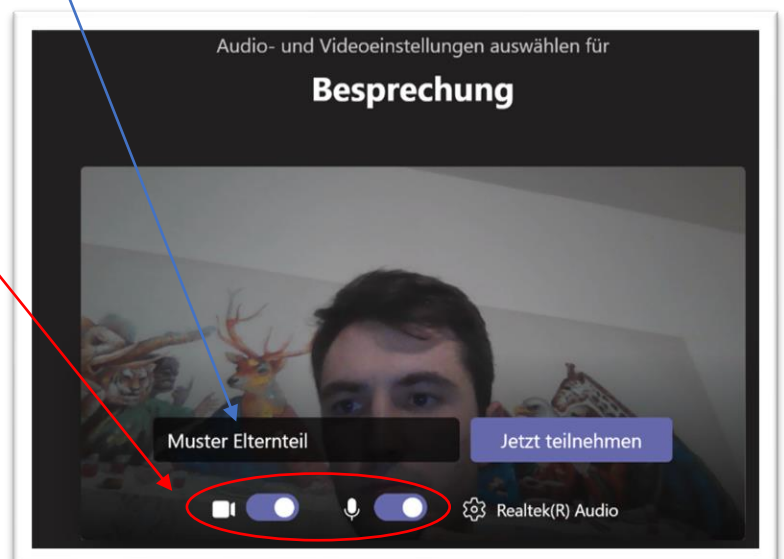 Audio- und Videoeinstellungen auswählen für
Besprechung
Muster Elternteil
Jetzt teilnehmen
Realtek(R) Audio